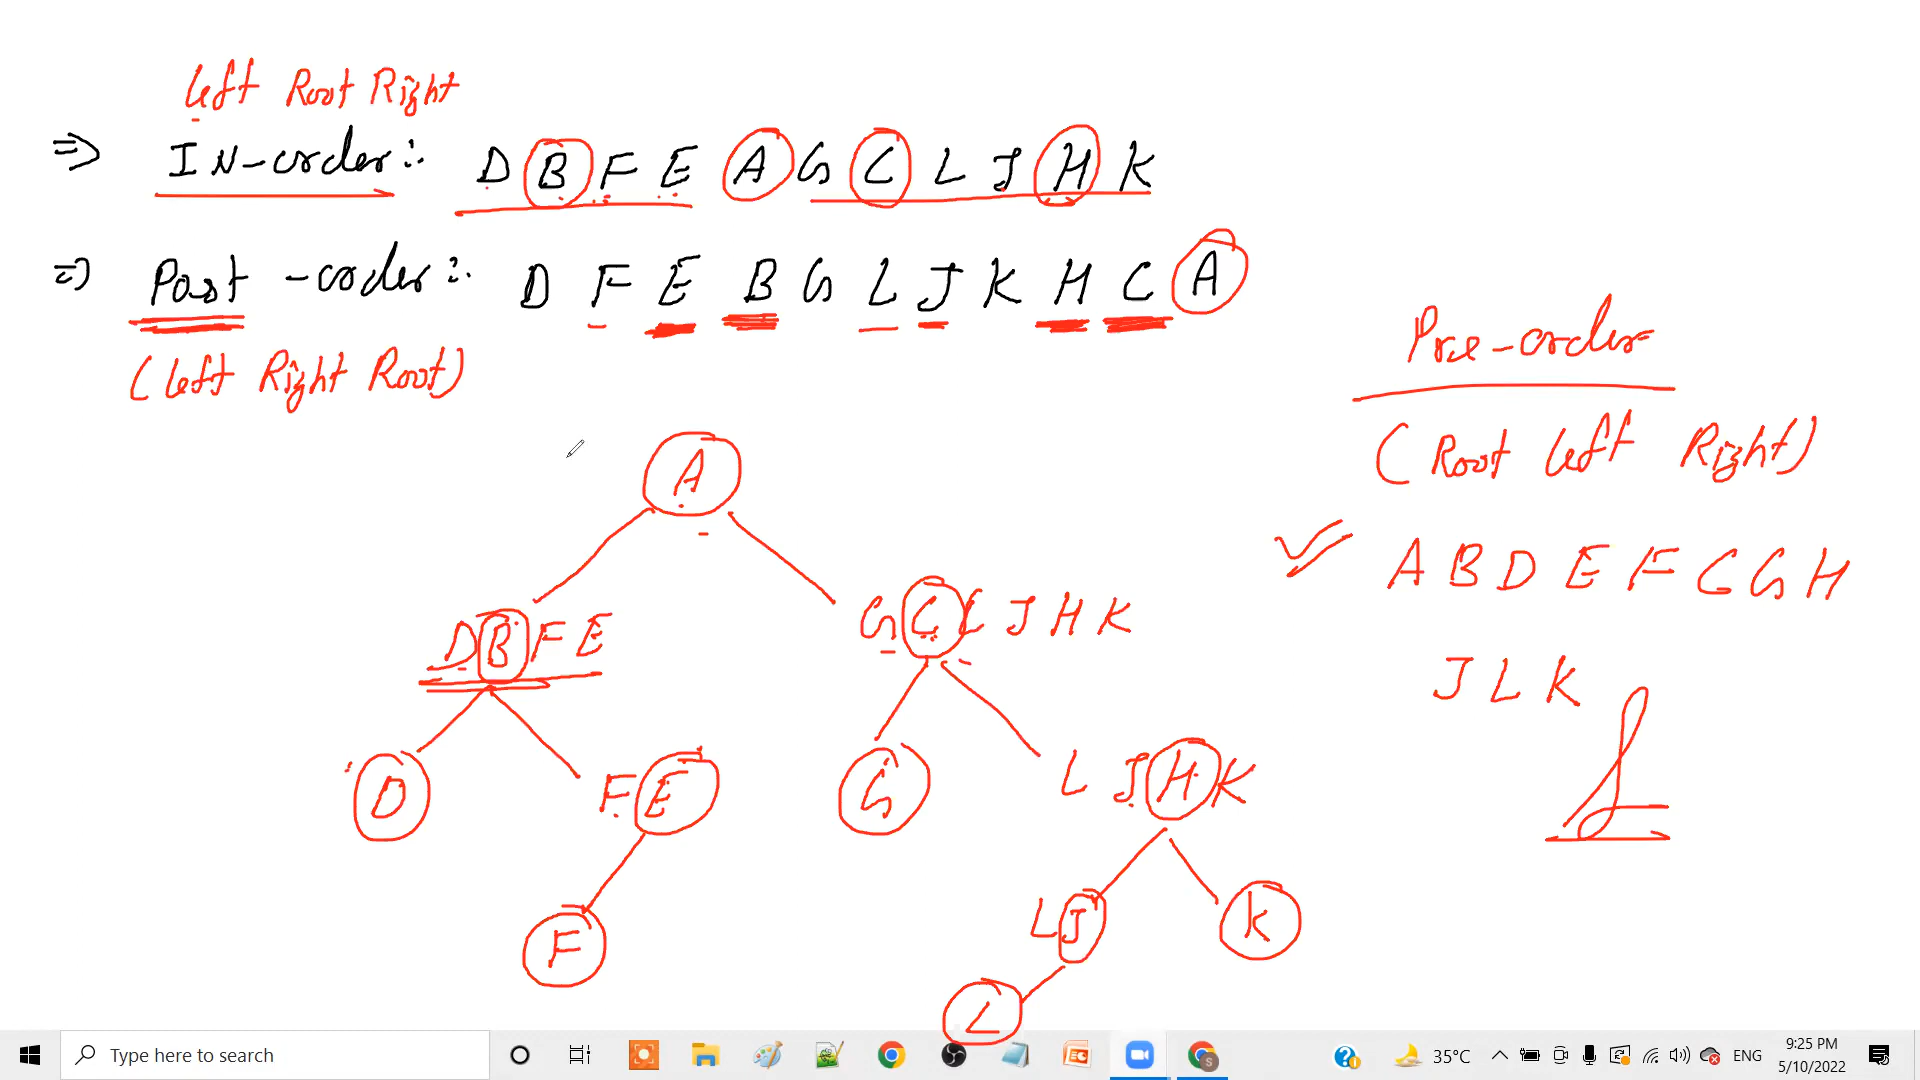 Left Root Right
=> IN-order:- D B F E A G C L J H K
=> Post-order:- D F E B G L J K H C A
(Left Right Root)
Pre-order
(Root Left Right)
A B D E F C G H
J L K
A
D B F E
G C L J H K
D
F E
G
L J H K
F
L J
K
L
Type here to search
35°C
ENG
9:25 PM
5/10/2022